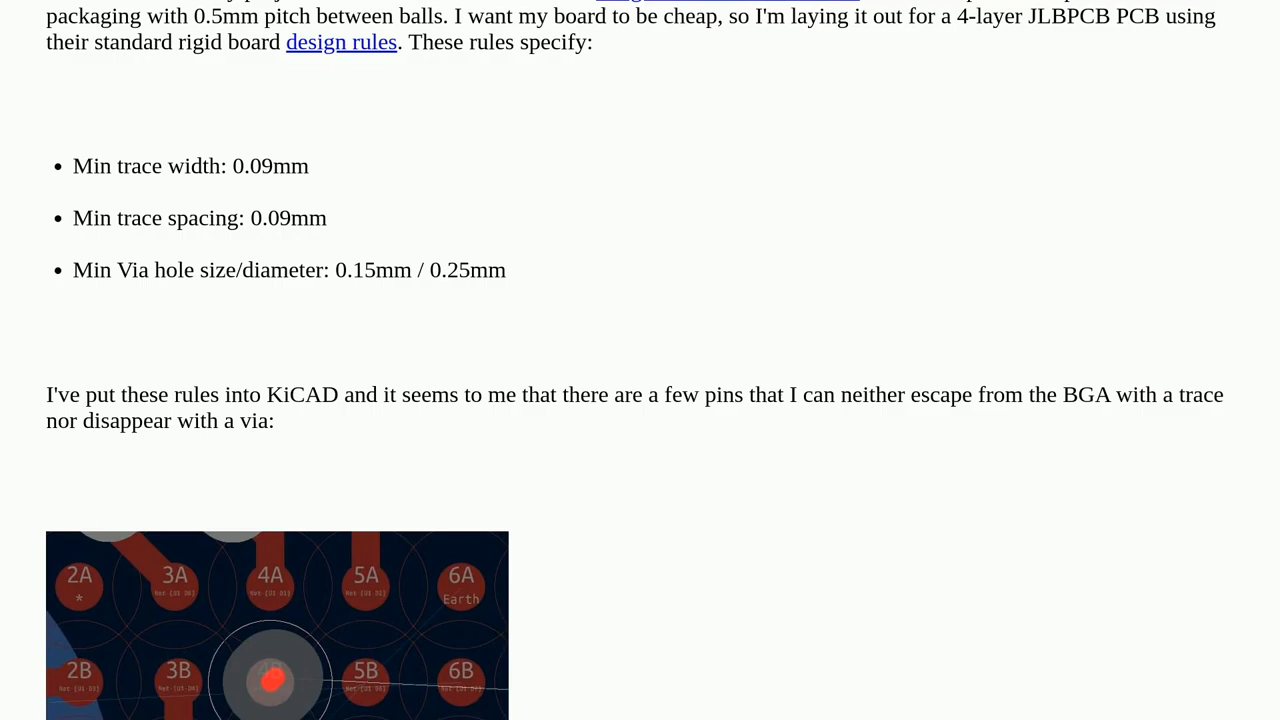 packaging with 0.5mm pitch between balls. I want my board to be cheap, so I'm laying it out for a 4-layer JLBPCB PCB using
their standard rigid board design rules. These rules specify:
• Min trace width: 0.09mm
• Min trace spacing: 0.09mm
• Min Via hole size/diameter: 0.15mm / 0.25mm
I've put these rules into KiCAD and it seems to me that there are a few pins that I can neither escape from the BGA with a trace
nor disappear with a via:
2A 3A 4A 5A 6A
* Earth
2B 3B 4B 5B 6B